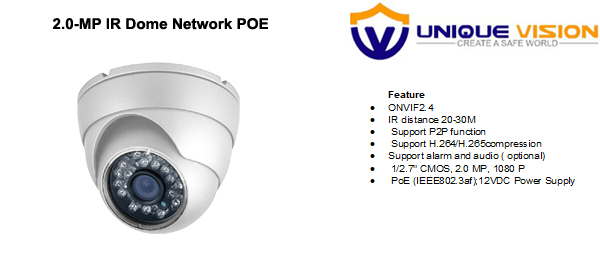 2.0-MP IR Dome Network POE
UNIQUE VISION
CREATE A SAFE WORLD
Feature
• ONVIF2.4
• IR distance 20-30M
• Support P2P function
• Support H.264/H.265compression
• Support alarm and audio ( optional)
• 1/2.7" CMOS, 2.0 MP, 1080 P
• PoE (IEEE802.3af);12VDC Power Supply